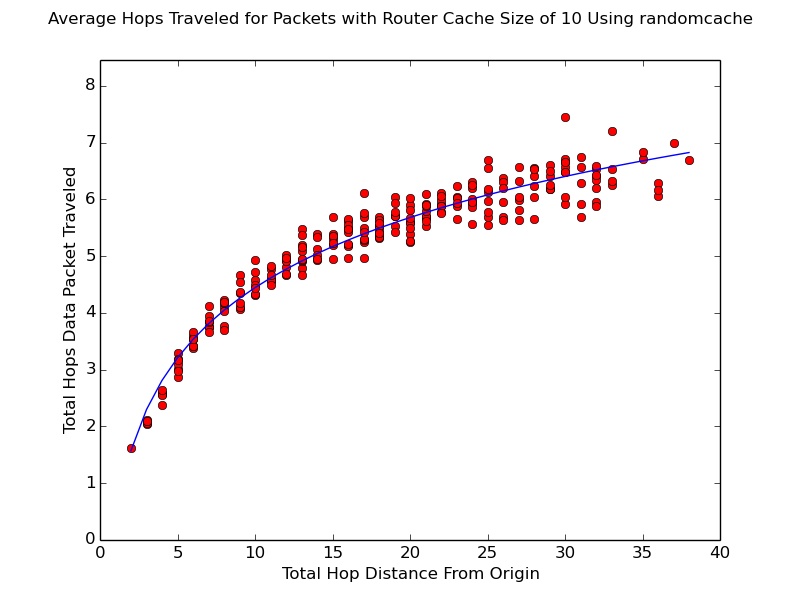 Average Hops Traveled for Packets with Router Cache Size of 10 Using randomcache
8
7
6
5
4
3
2
1
0
Total Hops Data Packet Traveled
0 5 10 15 20 25 30 35 40
Total Hop Distance From Origin